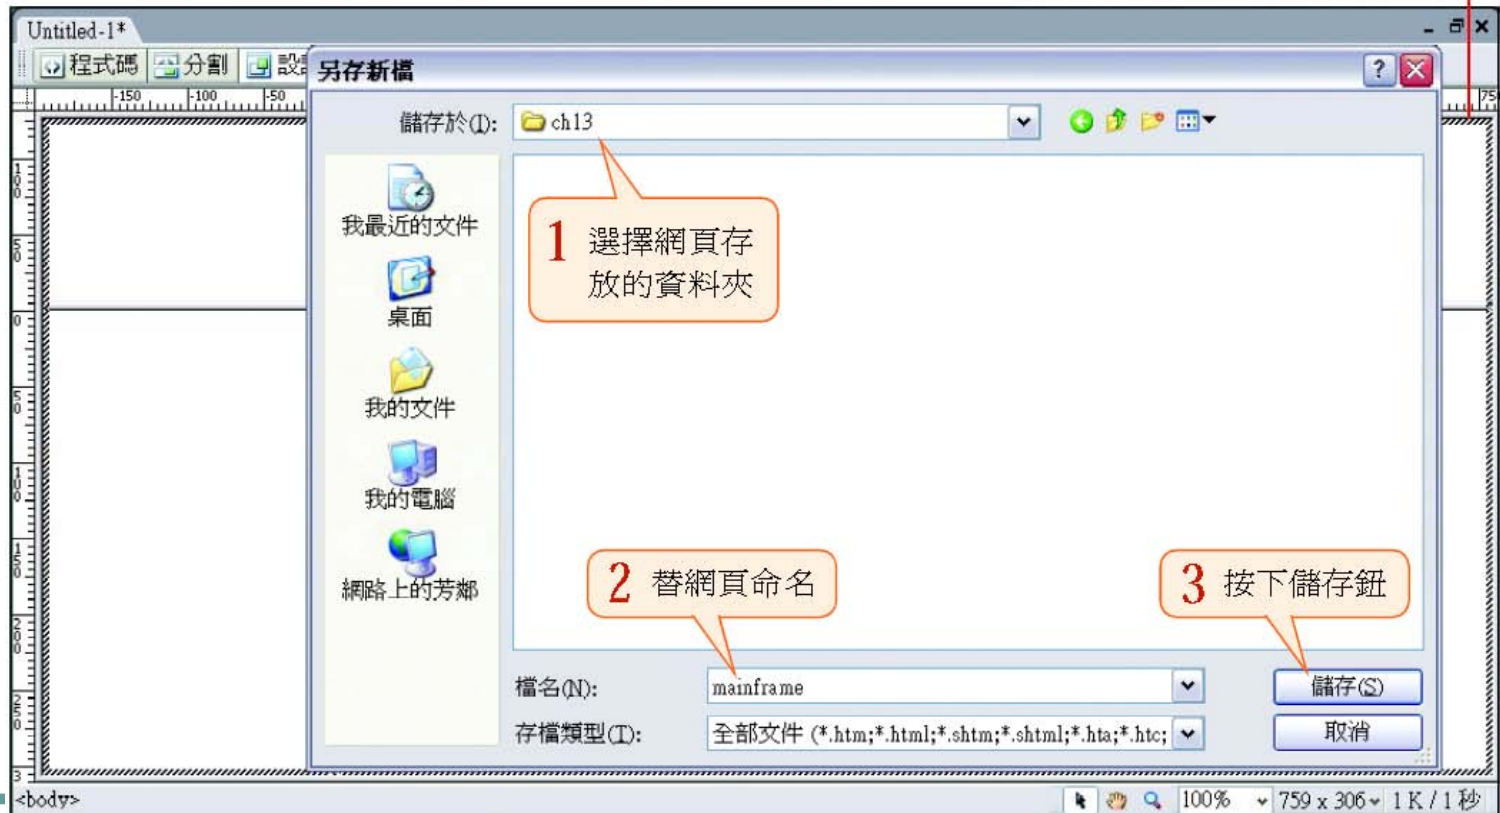 Untitled-1*
程式碼 分割 設
另存新檔
-150 -100 -50
75
儲存於(I): ch13
我最近的文件
桌面
我的文件
我的電腦
網路上的芳鄰
1 選擇網頁存
放的資料夾
2 替網頁命名
3 按下儲存鈕
檔名(N): mainframe 儲存(S)
存檔類型(T): 全部文件 (*.htm;*.html;*.shtm;*.shtml;*.hta;*.htc; 取消
<body> 100% 759 x 306 1 K / 1 秒